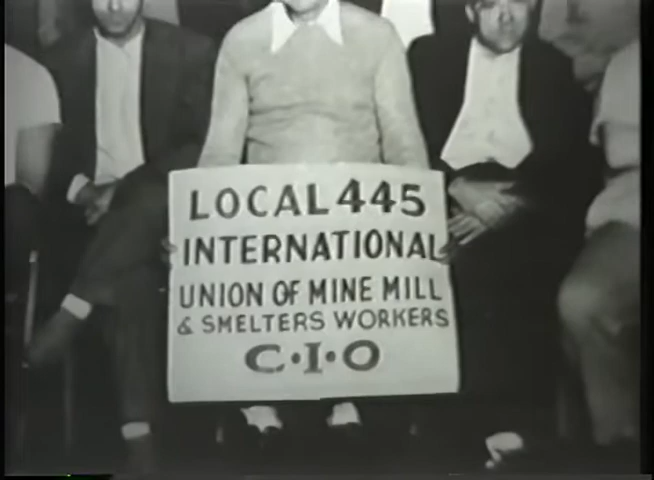 LOCAL 445
INTERNATIONAL
UNION OF MINE MILL
& SMELTERS WORKERS
C·I·O